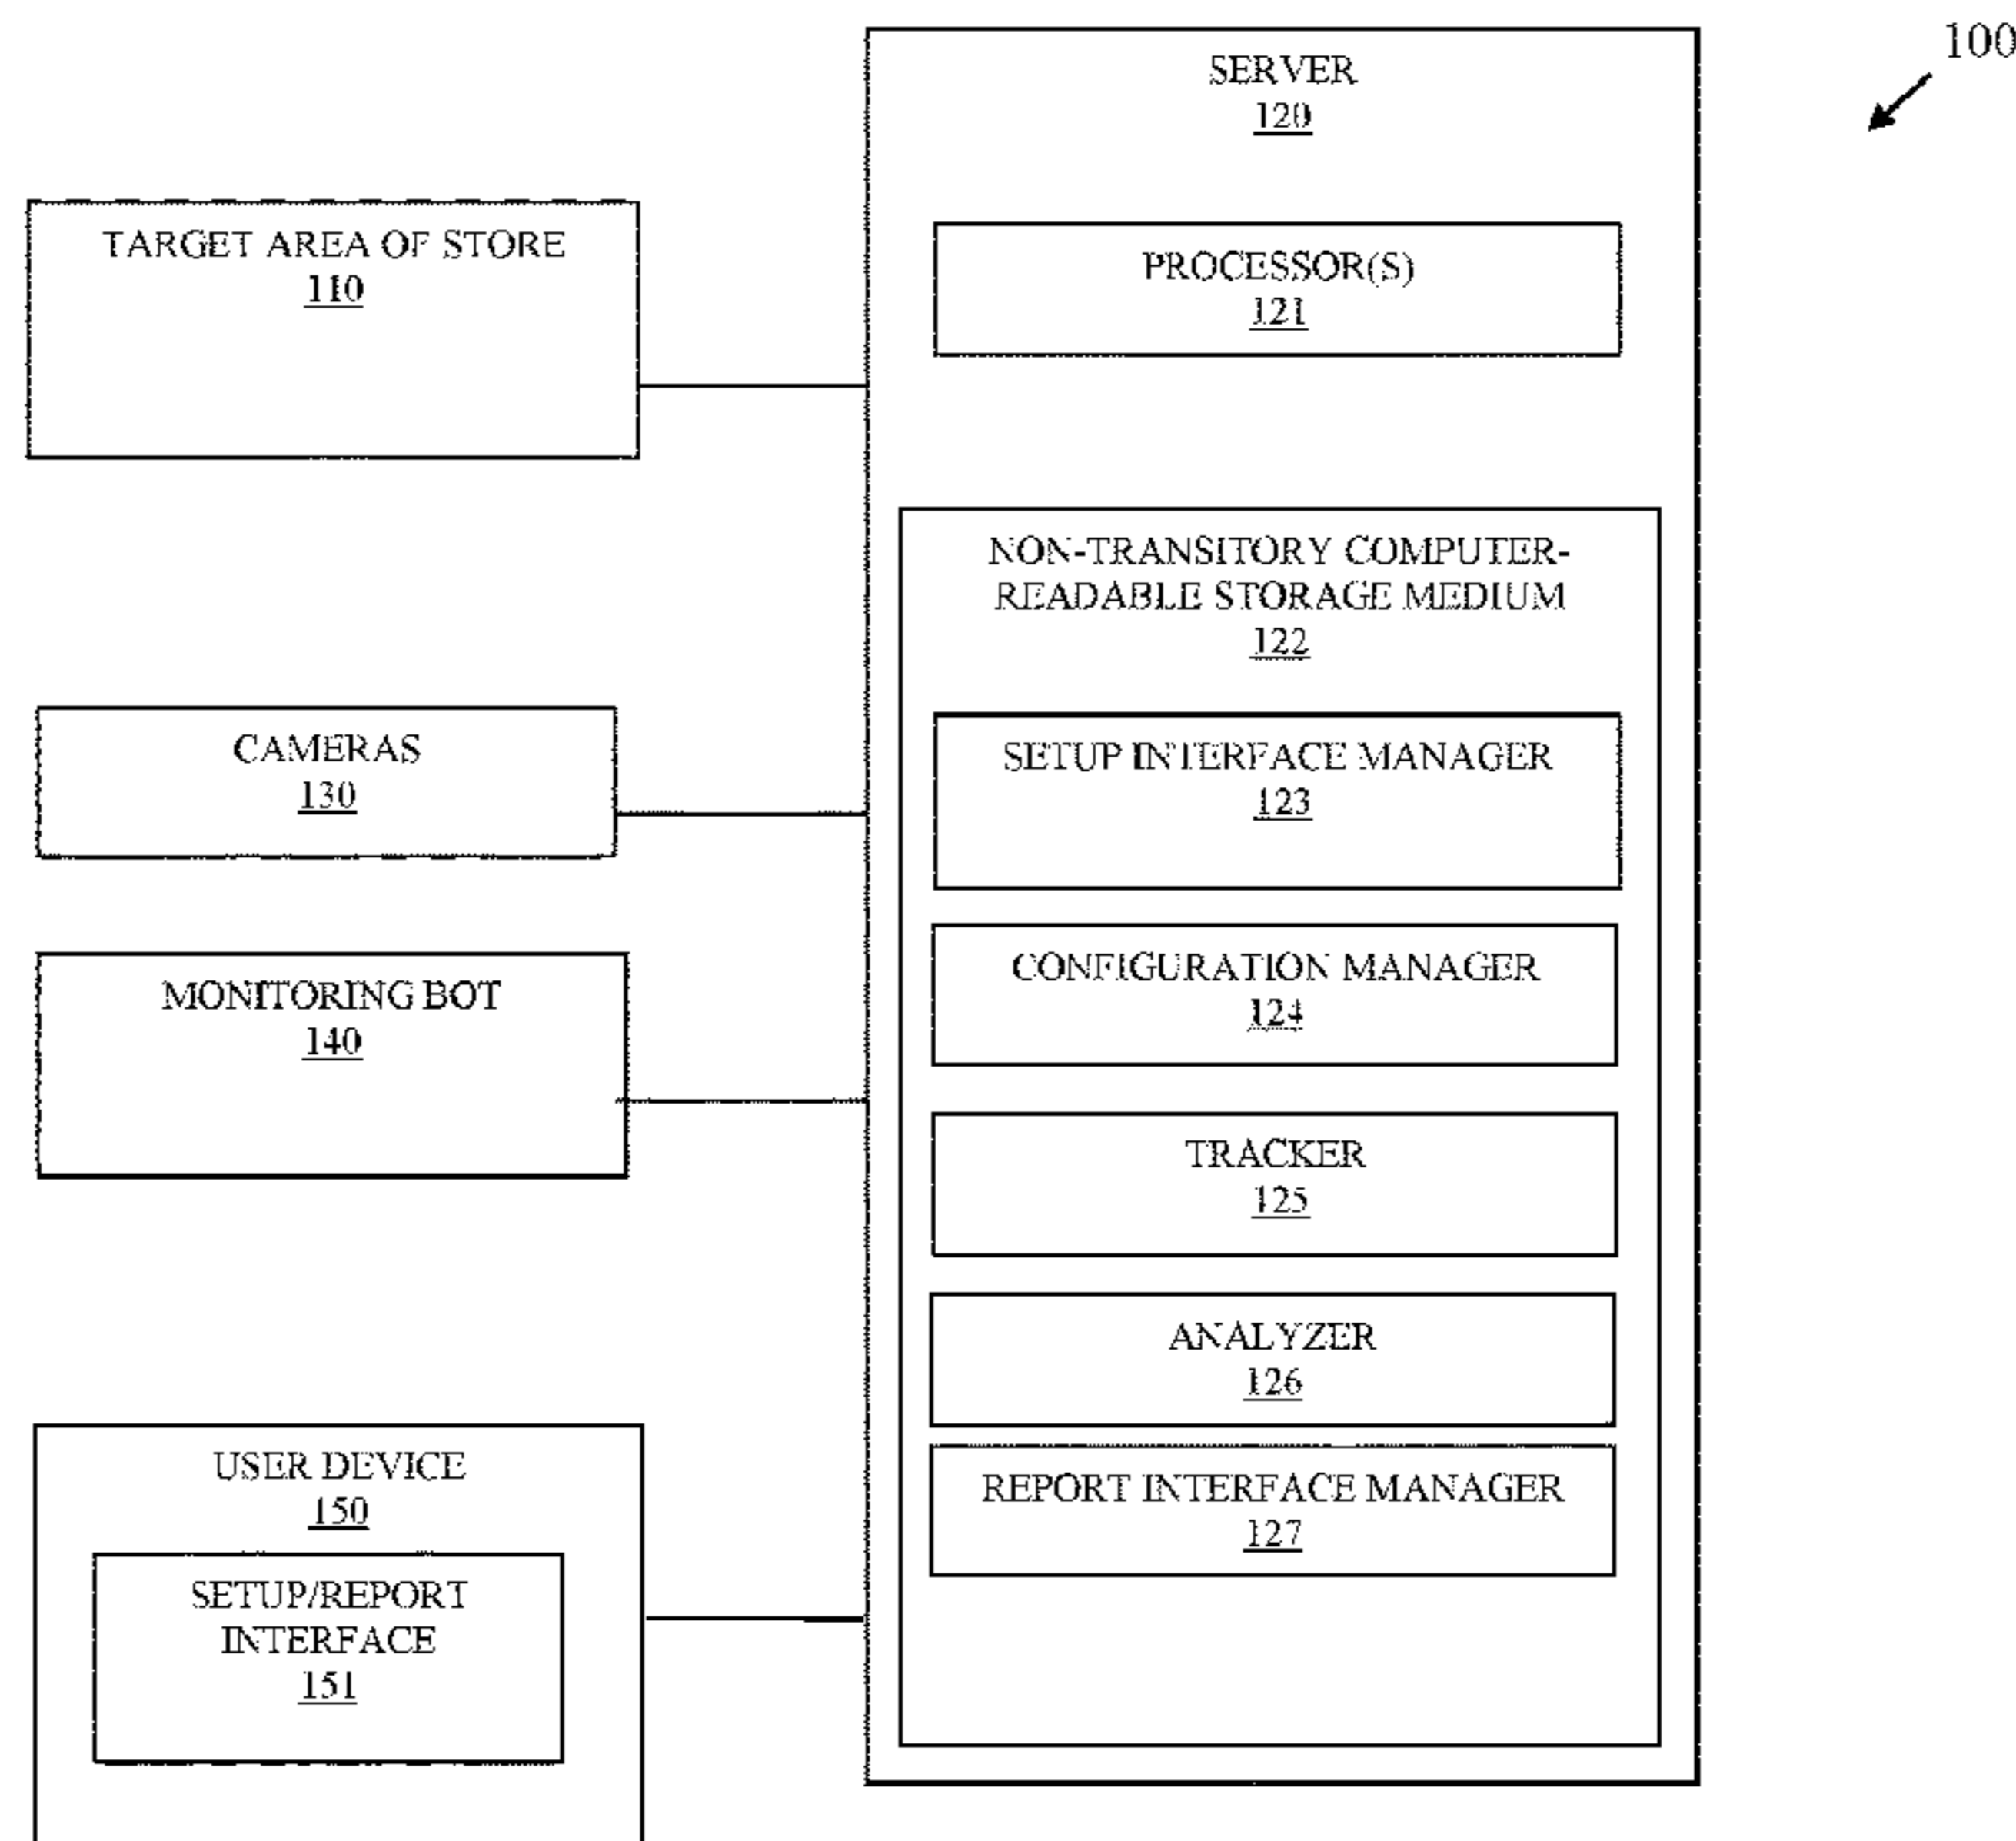 100
SERVER
120
TARGET AREA OF STORE
110
PROCESSOR(S)
121
NON-TRANSITORY COMPUTER-
READABLE STORAGE MEDIUM
122
CAMERAS
130
SETUP INTERFACE MANAGER
123
MONITORING BOT
140
CONFIGURATION MANAGER
124
TRACKER
125
ANALYZER
126
USER DEVICE
150
REPORT INTERFACE MANAGER
127
SETUP/REPORT
INTERFACE
151